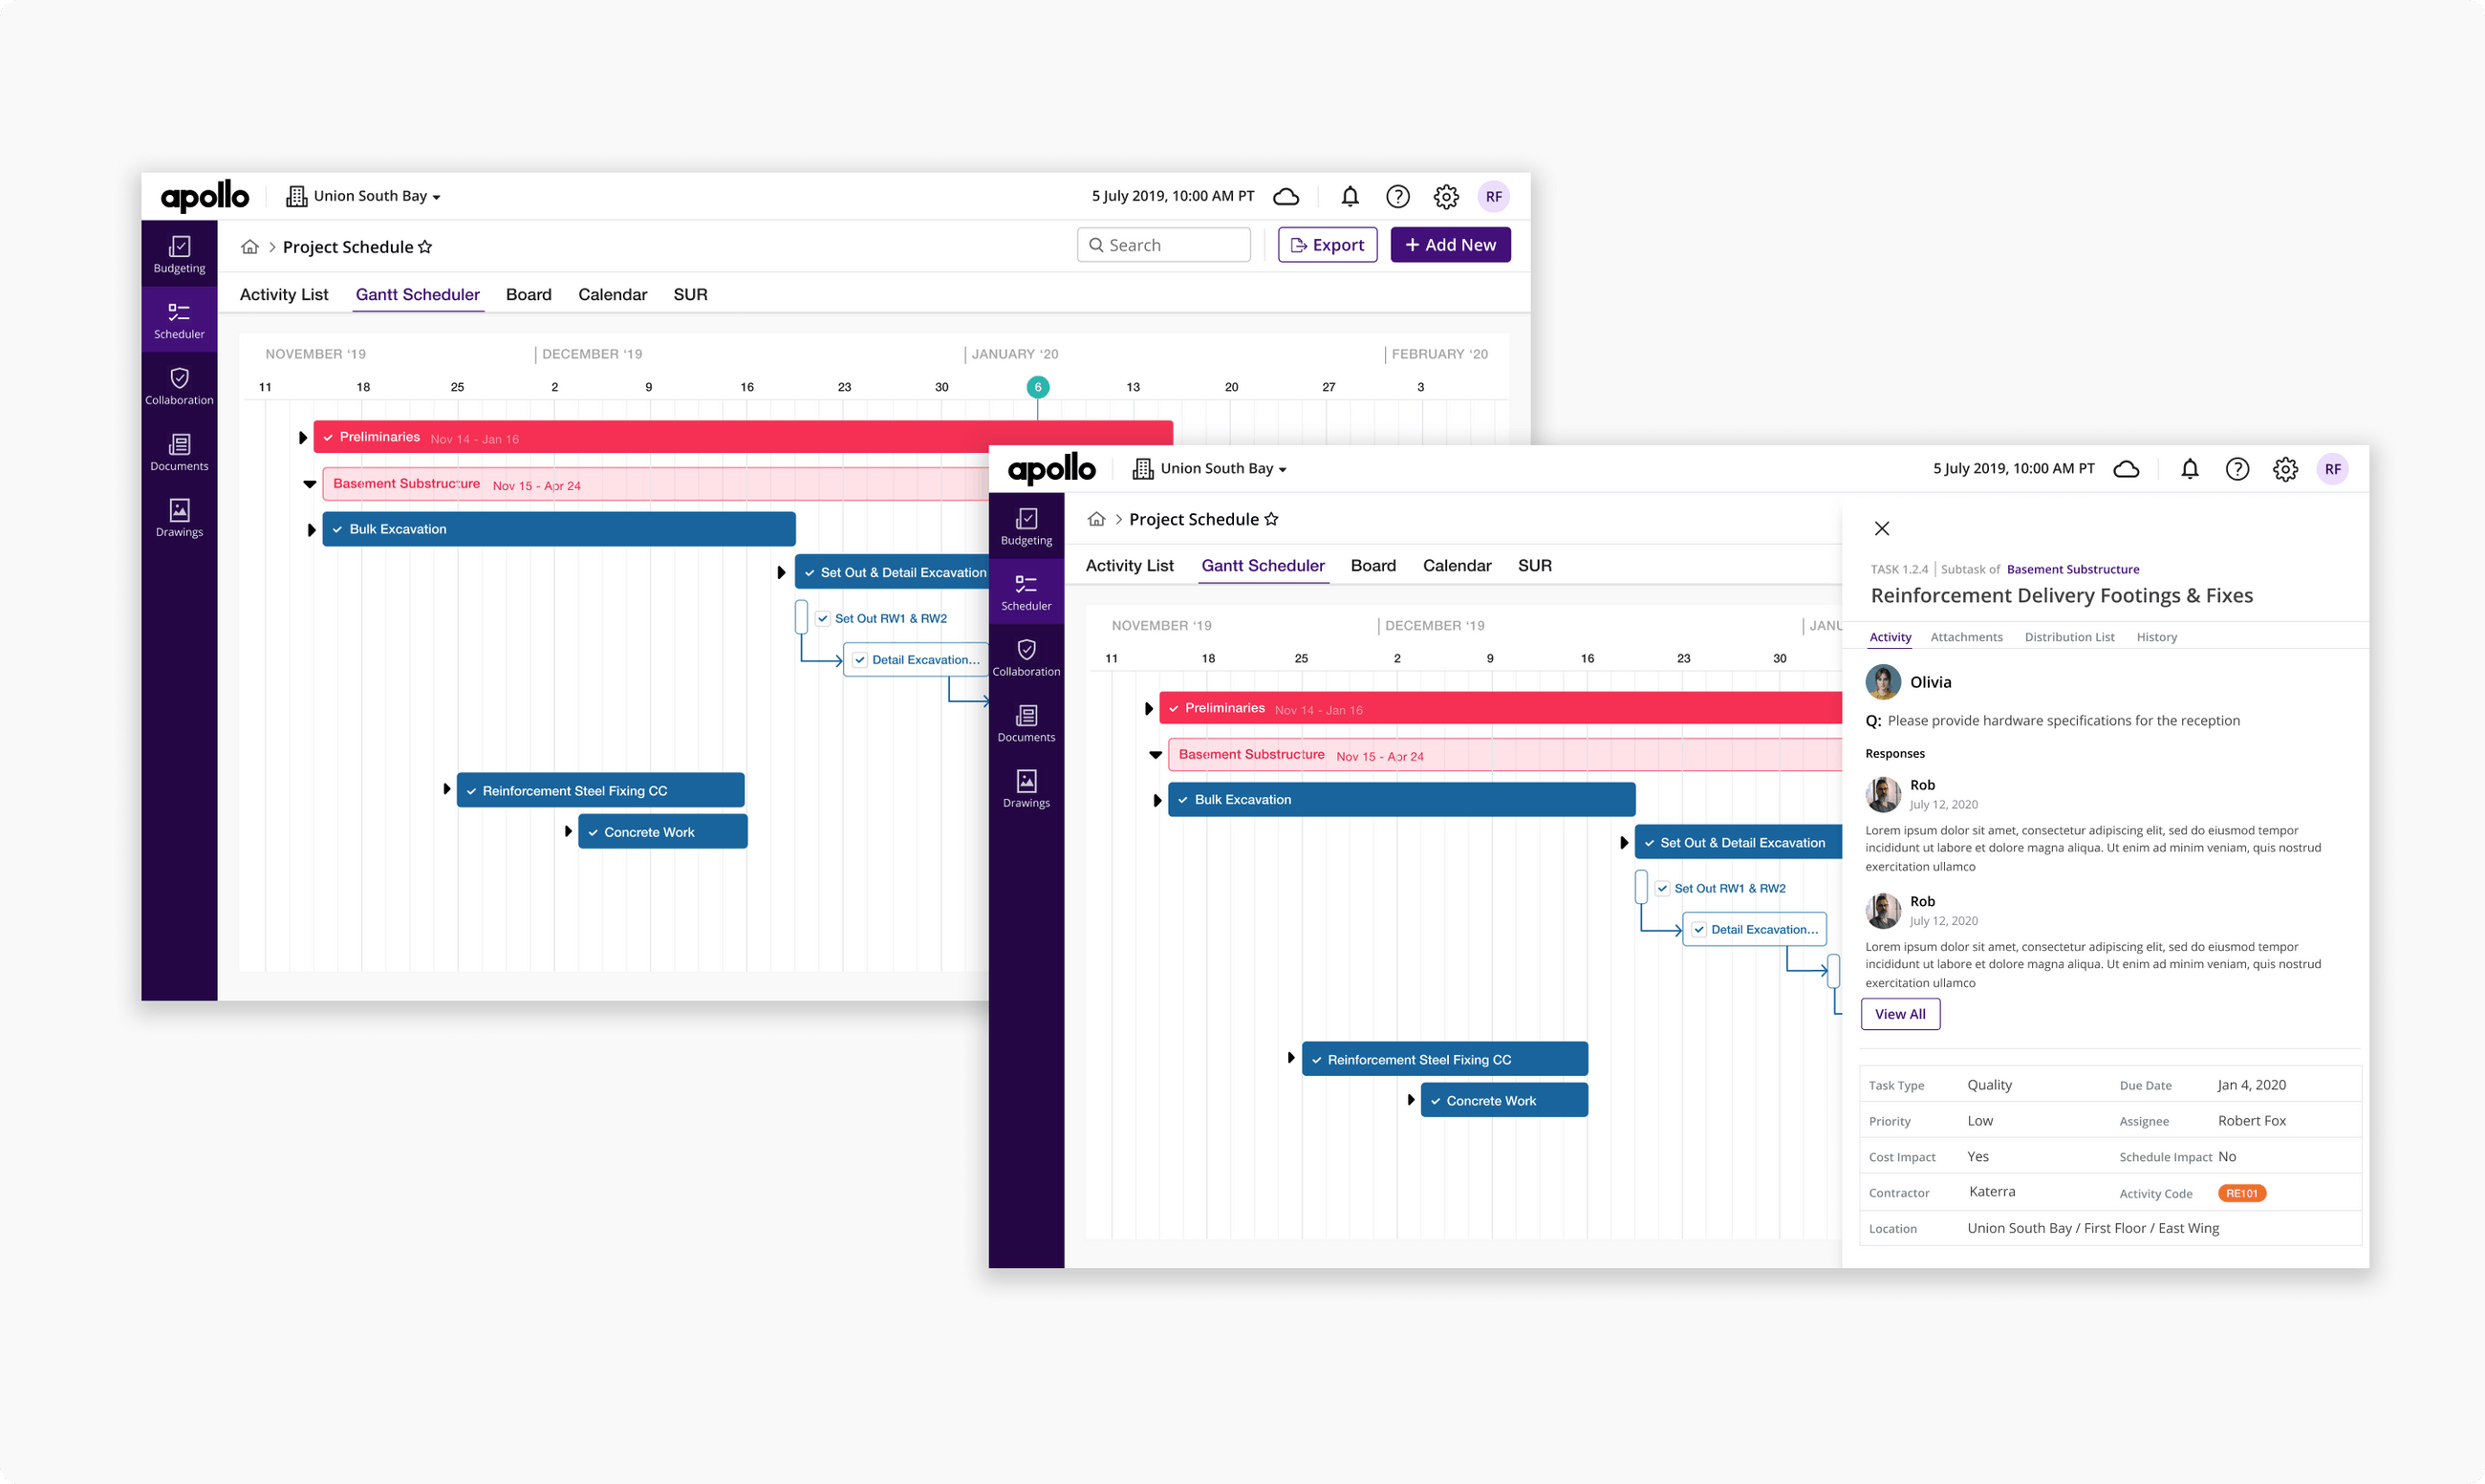 apollo
Union South Bay
5 July 2019, 10:00 AM PT
RF
Budgeting
Scheduler
Collaboration
Documents
Drawings
> Project Schedule
Search
Export
+ Add New
Activity List Gantt Scheduler Board Calendar SUR
NOVEMBER ‘19 DECEMBER ‘19 JANUARY ‘20 FEBRUARY ‘20
11 18 25 2 9 16 23 30 6 13 20 27 3
Preliminaries Nov 14 - Jan 16
Basement Substructure Nov 15 - Apr 24
Bulk Excavation
Set Out & Detail Excavation
Set Out RW1 & RW2
Detail Excavation...
Reinforcement Steel Fixing CC
Concrete Work
apollo
Union South Bay
5 July 2019, 10:00 AM PT
RF
Budgeting
Scheduler
Collaboration
Documents
Drawings
> Project Schedule
Activity List Gantt Scheduler Board Calendar SUR
NOVEMBER ‘19 DECEMBER ‘19 JANU
11 18 25 2 9 16 23 30
Preliminaries Nov 14 - Jan 16
Basement Substructure Nov 15 - Apr 24
Bulk Excavation
Set Out & Detail Excavation
Set Out RW1 & RW2
Detail Excavation...
Reinforcement Steel Fixing CC
Concrete Work
TASK 1.2.4 | Subtask of Basement Substructure
Reinforcement Delivery Footings & Fixes
Activity Attachments Distribution List History
Olivia
Q: Please provide hardware specifications for the reception
Responses
Rob
July 12, 2020
Lorem ipsum dolor sit amet, consectetur adipiscing elit, sed do eiusmod tempor
incididunt ut labore et dolore magna aliqua. Ut enim ad minim veniam, quis nostrud
exercitation ullamco
Rob
July 12, 2020
Lorem ipsum dolor sit amet, consectetur adipiscing elit, sed do eiusmod tempor
incididunt ut labore et dolore magna aliqua. Ut enim ad minim veniam, quis nostrud
exercitation ullamco
View All
Task Type Quality Due Date Jan 4, 2020
Priority Low Assignee Robert Fox
Cost Impact Yes Schedule Impact No
Contractor Katerra Activity Code RE101
Location Union South Bay / First Floor / East Wing